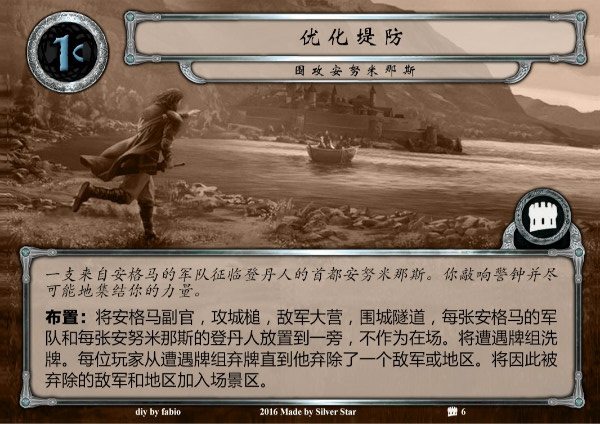 1C
优化堤防
围攻安努米那斯
一支来自安格马的军队征临登丹人的首都安努米那斯。你敲响警钟并尽
可能地集结你的力量。
布置：将安格马副官，攻城槌，敌军大营，围城隧道，每张安格马的军
队和每张安努米那斯的登丹人放置到一旁，不作为在场。将遭遇牌组洗
牌。每位玩家从遭遇牌组弃牌直到他弃除了一个敌军或地区。将因此被
弃除的敌军和地区加入场景区。
diy by fabio 2016 Made by Silver Star 6